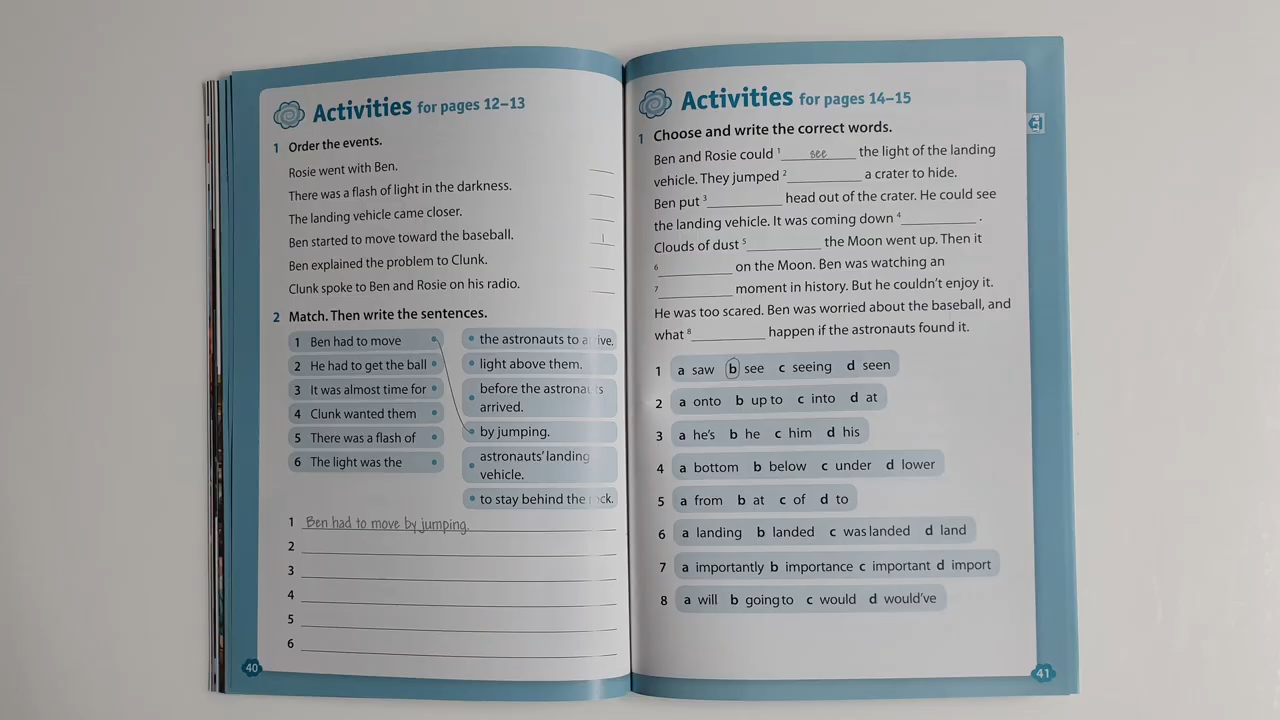 Activities for pages 12–13
1 Order the events.
Rosie went with Ben.
There was a flash of light in the darkness.
The landing vehicle came closer.
Ben started to move toward the baseball. 1
Ben explained the problem to Clunk.
Clunk spoke to Ben and Rosie on his radio.
2 Match. Then write the sentences.
1 Ben had to move
2 He had to get the ball
3 It was almost time for
4 Clunk wanted them
5 There was a flash of
6 The light was the
the astronauts to arrive.
light above them.
before the astronauts
arrived.
by jumping.
astronauts' landing
vehicle.
to stay behind the rock.
1 Ben had to move by jumping.
2
3
4
5
6
40
Activities for pages 14–15
PET
1 Choose and write the correct words.
Ben and Rosie could 1 see the light of the landing
vehicle. They jumped 2 a crater to hide.
Ben put 3 head out of the crater. He could see
the landing vehicle. It was coming down 4 .
Clouds of dust 5 the Moon went up. Then it
6 on the Moon. Ben was watching an
7 moment in history. But he couldn't enjoy it.
He was too scared. Ben was worried about the baseball, and
what 8 happen if the astronauts found it.
1 a saw b see c seeing d seen
2 a onto b up to c into d at
3 a he's b he c him d his
4 a bottom b below c under d lower
5 a from b at c of d to
6 a landing b landed c was landed d land
7 a importantly b importance c important d import
8 a will b going to c would d would've
41